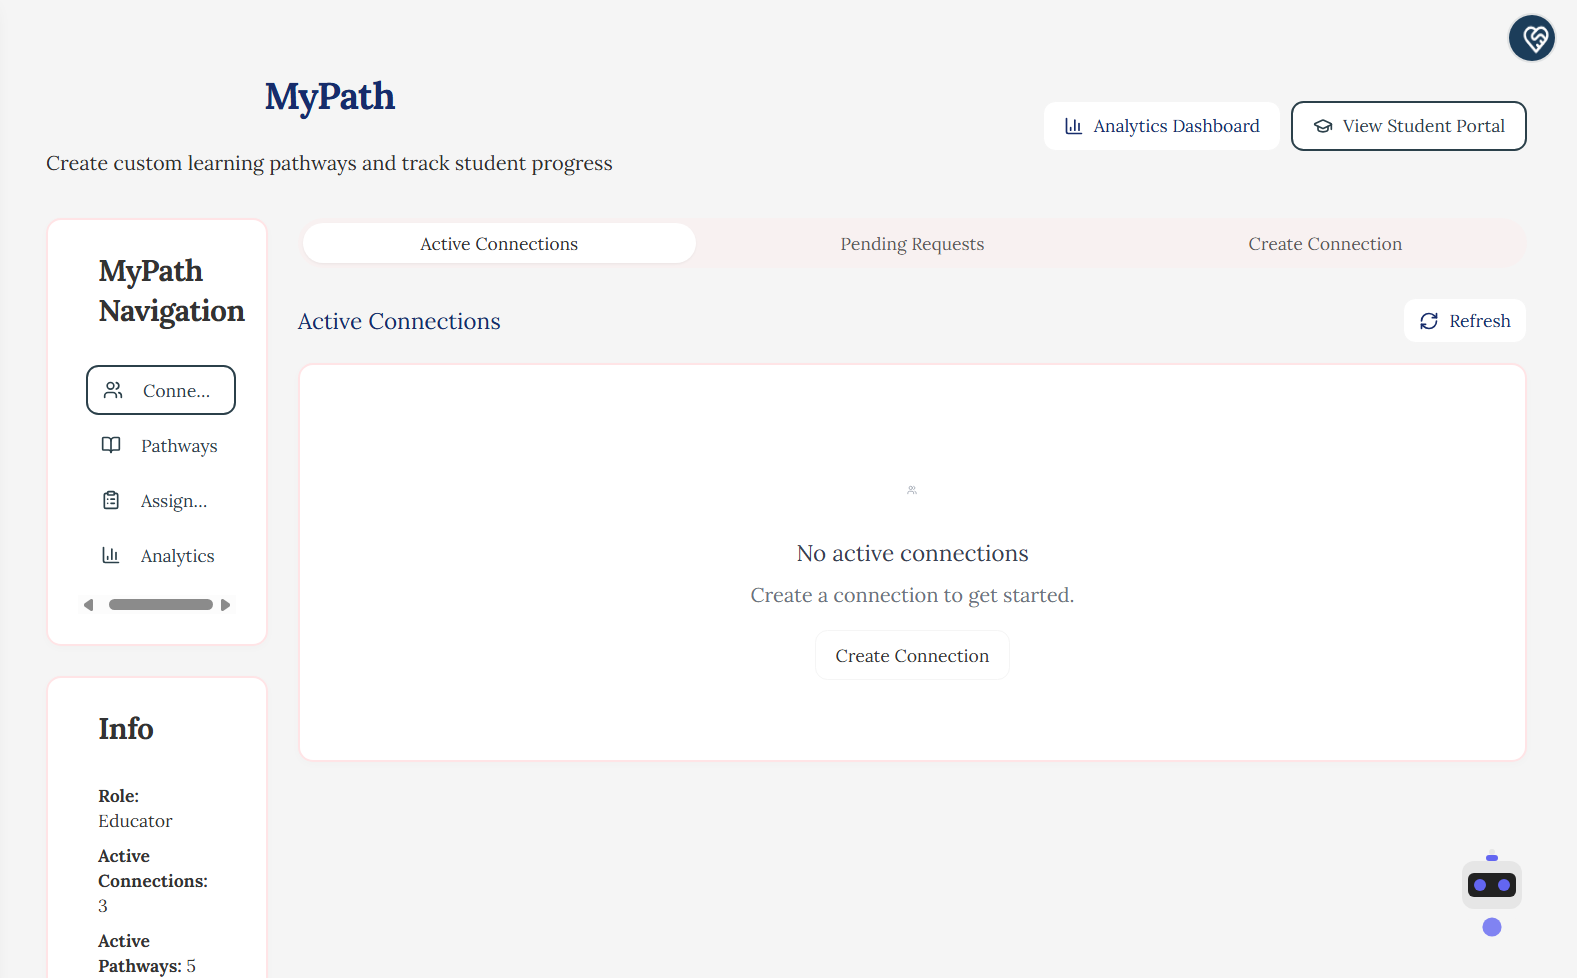 MyPath
Create custom learning pathways and track student progress
Analytics Dashboard
View Student Portal
MyPath
Navigation
Conne...
Pathways
Assign...
Analytics
Info
Role:
Educator
Active
Connections:
3
Active
Pathways: 5
Active Connections
Pending Requests
Create Connection
Active Connections
Refresh
No active connections
Create a connection to get started.
Create Connection